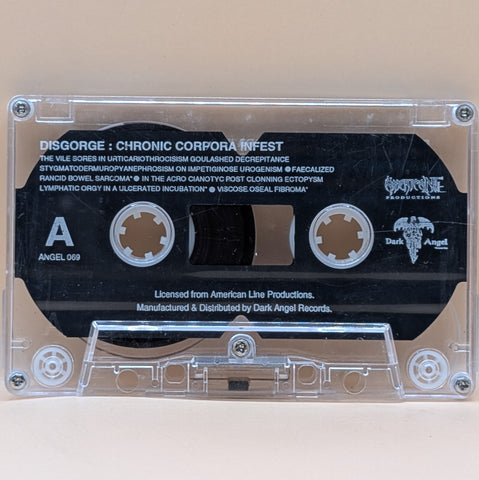 DISGORGE : CHRONIC CORPORA INFEST
THE VILE SORES IN URTICARIOTHROCISISM GOULASHED DECREPITANCE
STYGMATODERMUROPYANEPHROSISM ON IMPETIGINOSE UROGENISM ● FAECALIZED
RANCID BOWEL SARCOMA* ● IN THE ACRO CIANOTYC POST CLONING ECTOPYSM
LYMPHATIC ORGY IN A ULCERATED INCUBATION* ● VISCOSE OSEAL FIBROMA*
PRODUCTIONS
A
Dark Angel
ANGEL 069
Licensed from American LIne Productions.
Manufactured & Distributed by Dark Angel Records.